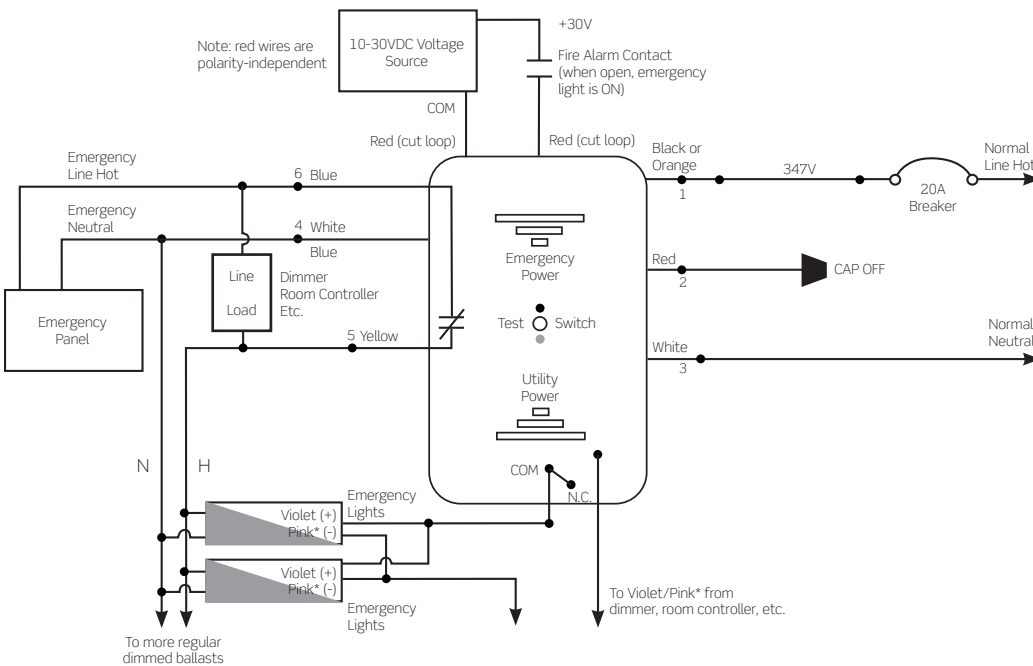 +30V
Note: red wires are
polarity-independent
10-30VDC Voltage
Source
Fire Alarm Contact
(when open, emergency
light is ON)
COM
Red (cut loop)
Red (cut loop)
Emergency
Line Hot
6 Blue
Black or
Orange
1
347V
20A
Breaker
Normal
Line Hot
Emergency
Neutral
4 White
Blue
Line
Load
Dimmer
Room Controller
Etc.
Emergency
Power
Red
2
CAP OFF
Emergency
Panel
Test
Switch
5 Yellow
White
3
Normal
Neutral
Utility
Power
N
H
COM
N.C.
Emergency
Lights
Violet (+)
Pink* (-)
Violet (+)
Pink* (-)
Emergency
Lights
To Violet/Pink* from
dimmer, room controller, etc.
To more regular
dimmed ballasts